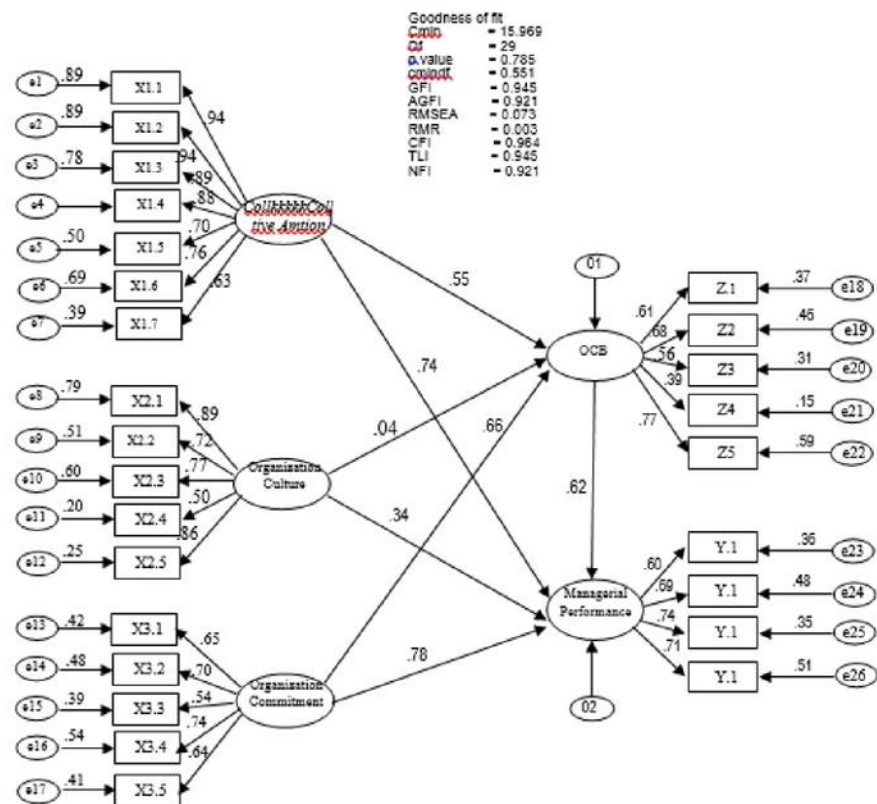 Goodness of fit
Cmin = 15.969
Df = 29
p.value = 0.785
cmindf = 0.551
GFI = 0.945
AGFI = 0.921
RMSEA = 0.073
RMR = 0.003
CFI = 0.964
TLI = 0.945
NFI = 0.921
e1 .89 X1.1 .94
e2 .89 X1.2 .94
e3 .78 X1.3 .89
e4 X1.4 .88
e5 .50 X1.5 .70
e6 .69 X1.6 .76
e7 .39 X1.7 .63
tive Amtion
.55
.74
e8 .79 X2.1 .89
e9 .51 X2.2 .72
e10 .60 X2.3 .77
e11 .20 X2.4 .50
e12 .25 X2.5 .86
Organisation
Culture
.04
.34
e13 .42 X3.1 .65
e14 .48 X3.2 .70
e15 .39 X3.3 .54
e16 .54 X3.4 .74
e17 .41 X3.5 .64
Organisation
Commitment
.66
.78
01
OCB
.61 Z.1 .37 e18
.68 Z2 .46 e19
.56 Z3 .31 e20
.39 Z4 .15 e21
.77 Z5 .59 e22
.62
Managerial
Performance
.60 Y.1 .36 e23
.69 Y.1 .48 e24
.74 Y.1 .35 e25
.71 Y.1 .51 e26
02